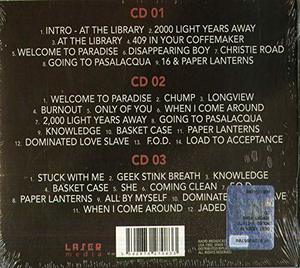 CD 01
1.INTRO - AT THE LIBRARY  2.2000 LIGHT YEARS AWAY
3.AT THE LIBRARY  4.409 IN YOUR COFFEMAKER
5.WELCOME TO PARADISE  6.DISAPPEARING BOY  7.CHRISTIE ROAD
8.GOING TO PASALACQUA  9.16 & PAPER LANTERNS
CD 02
1.WELCOME TO PARADISE  2.CHUMP  3.LONGVIEW
4.BURNOUT  5.ONLY OF YOU  6.WHEN I COME AROUND
7.2,000 LIGHT YEARS AWAY  8.GOING TO PASALACQUA
9.KNOWLEDGE  10.BASKET CASE  11.PAPER LANTERNS
12.DOMINATED LOVE SLAVE  13.F.O.D.  14.LOAD TO ACCEPTANCE
CD 03
1.STUCK WITH ME  2.GEEK STINK BREATH  3.KNOWLEDGE
4.BASKET CASE  5.SHE  6.COMING CLEAN  7.F.O.D.
8.PAPER LANTERNS  9.ALL BY MYSELF  10.DOMINATED LOVE
11.WHEN I COME AROUND  12.JADED
LASER
media